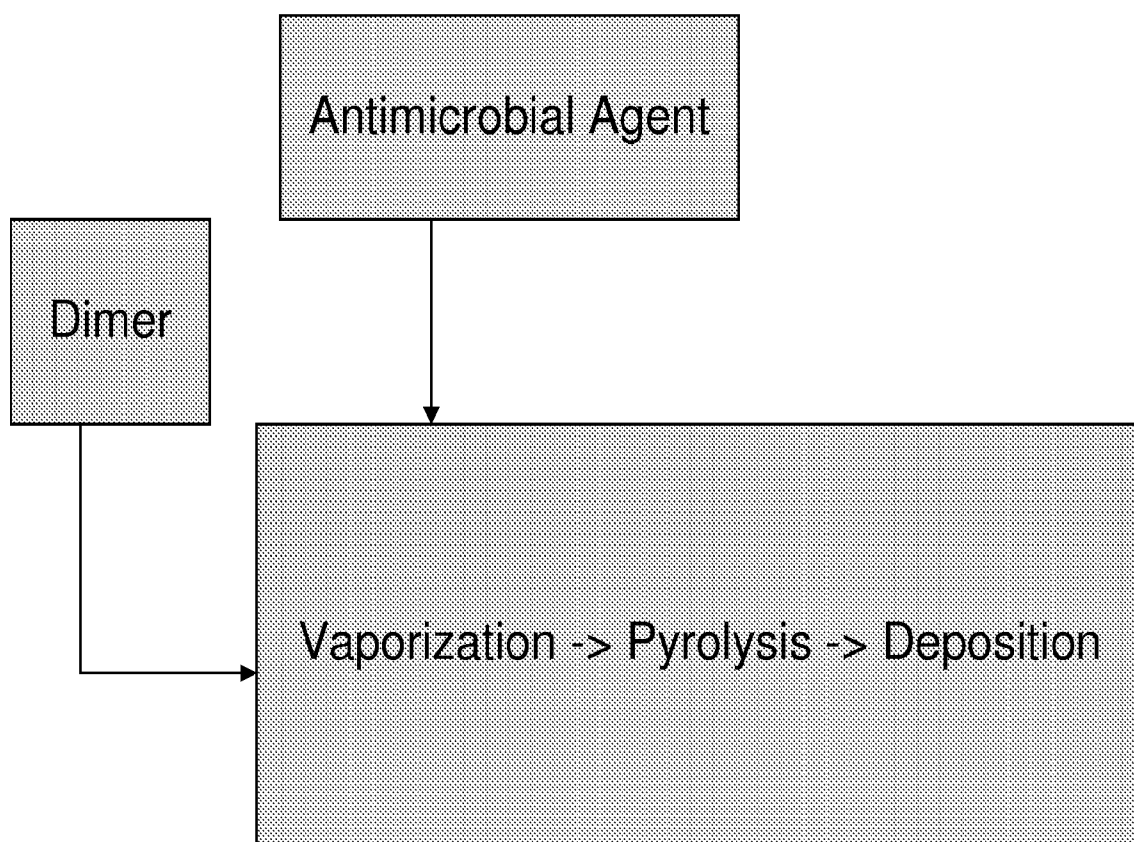 Antimicrobial Agent
Dimer
Vaporization -> Pyrolysis -> Deposition